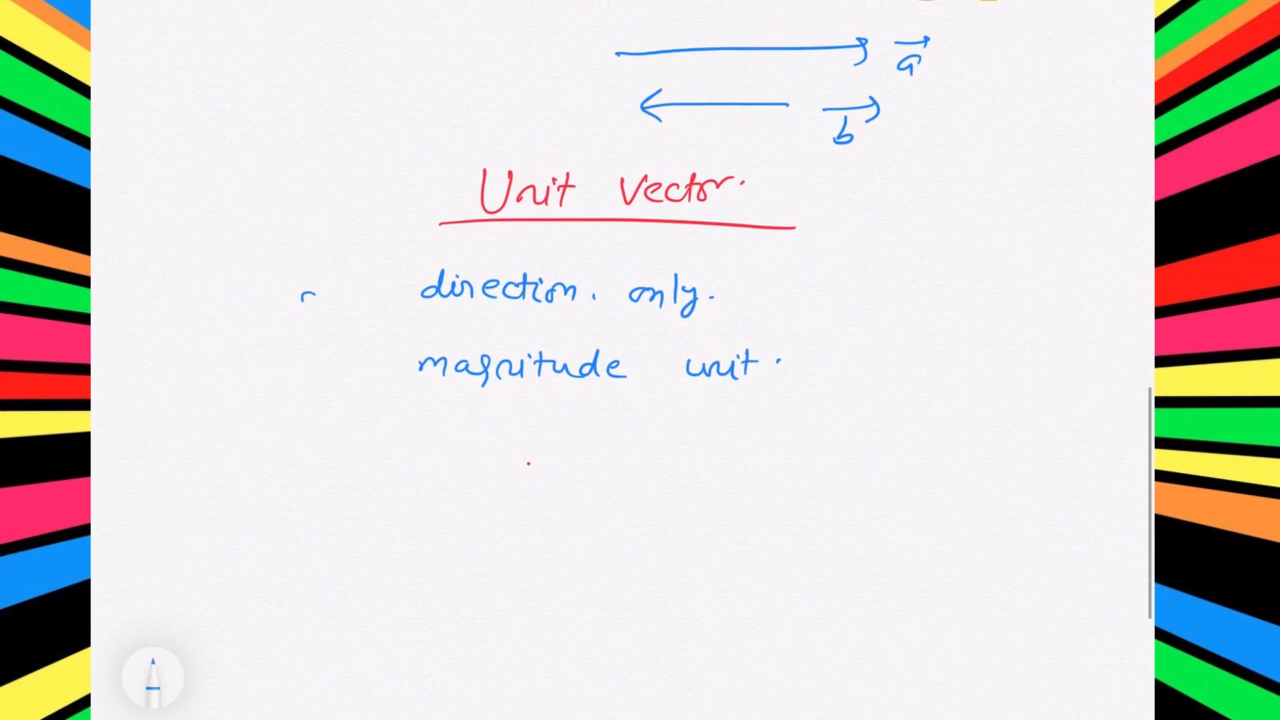 a
b
Unit Vector.
direction. only.
magnitude unit.